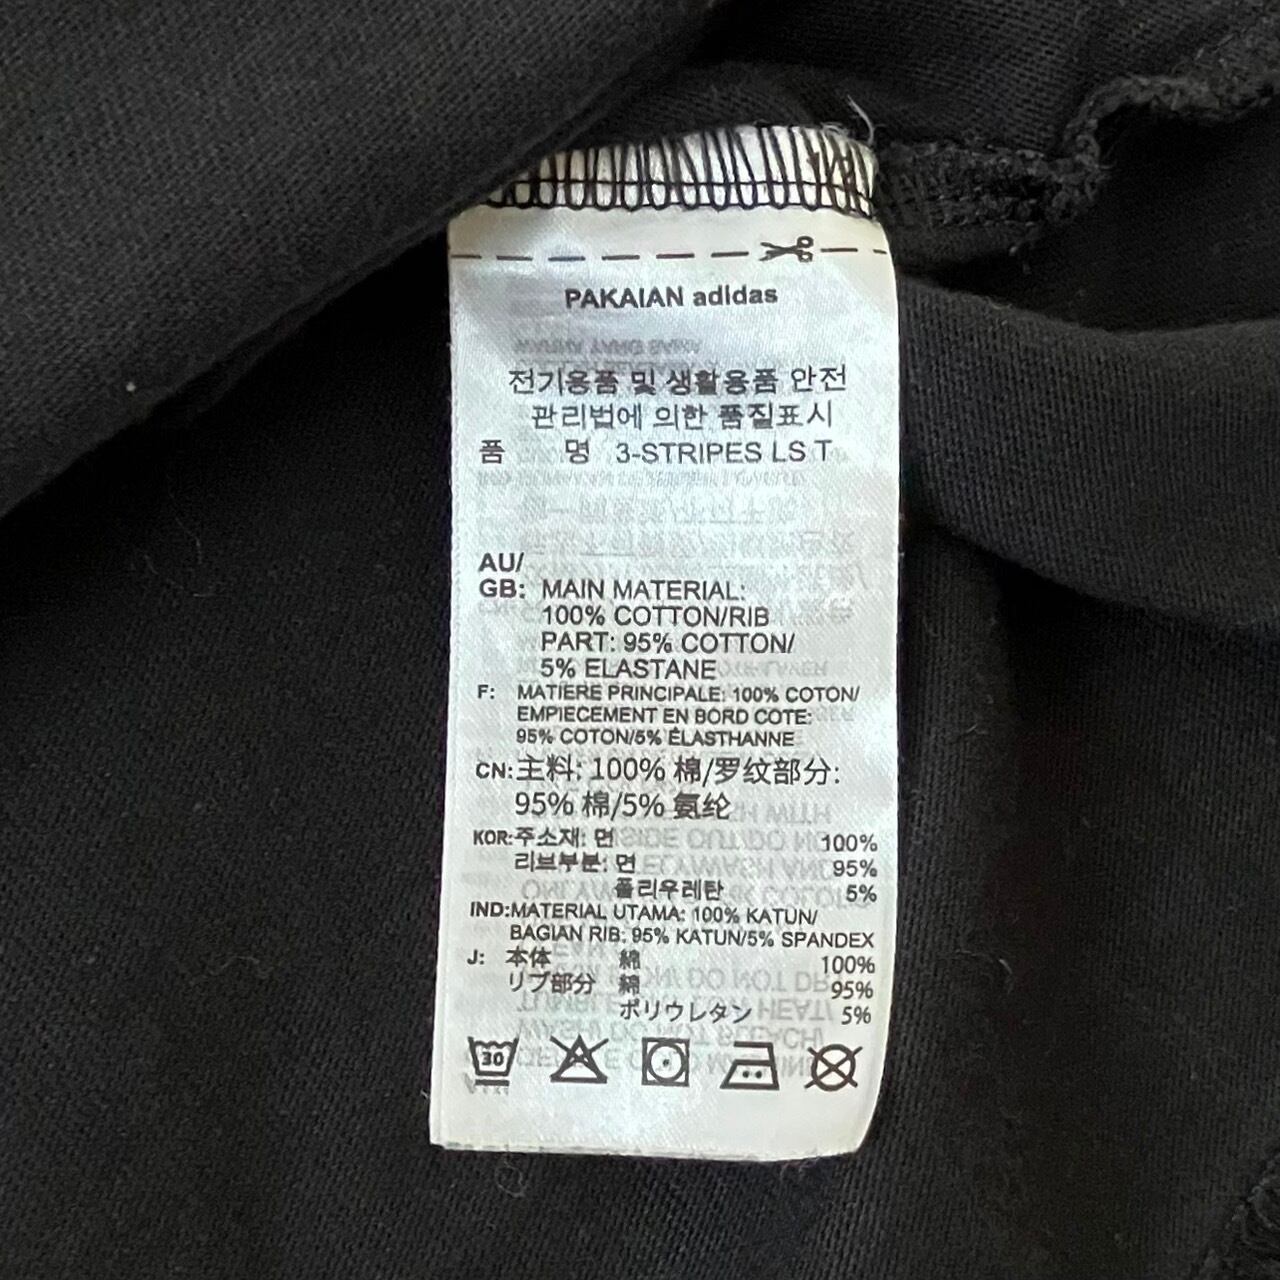 PAKAIAN adidas
전기용품 및 생활용품 안전
관리법에 의한 품질표시
품 명 3-STRIPES LS T
AU/
GB: MAIN MATERIAL:
100% COTTON/RIB
PART: 95% COTTON/
5% ELASTANE
F: MATIERE PRINCIPALE: 100% COTON/
EMPIECEMENT EN BORD COTE:
95% COTON/5% ÉLASTHANNE
CN: 主料: 100% 棉/罗纹部分:
95% 棉/5% 氨纶
KOR: 주소재: 면 100%
리브부분: 면 95%
폴리우레탄 5%
IND: MATERIAL UTAMA: 100% KATUN/
BAGIAN RIB: 95% KATUN/5% SPANDEX
J: 本体 綿 100%
リブ部分 綿 95%
ポリウレタン 5%
30